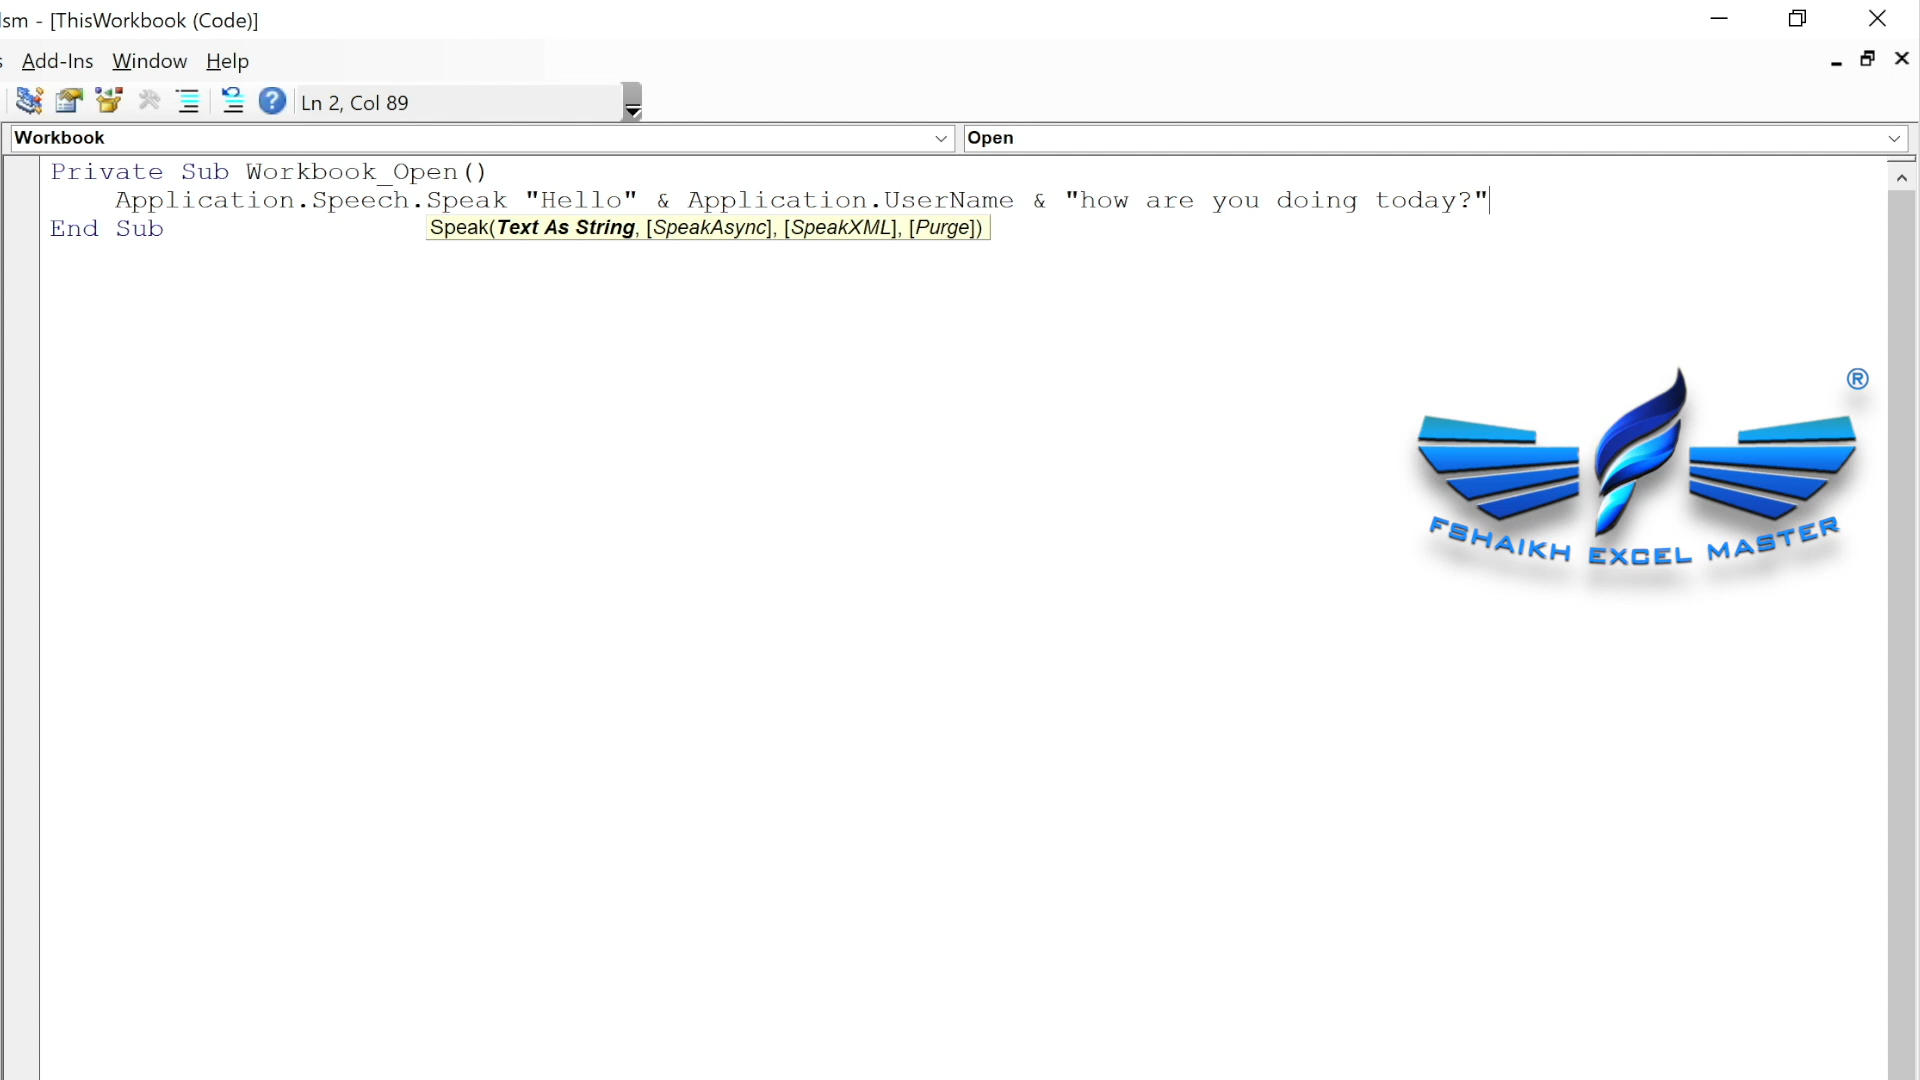 lsm - [ThisWorkbook (Code)]
Add-Ins Window Help
Ln 2, Col 89
Workbook Open
Private Sub Workbook_Open()
Application.Speech.Speak "Hello" & Application.UserName & "how are you doing today?"
Speak(Text As String, [SpeakAsync], [SpeakXML], [Purge])
End Sub
®
FSHAIKH EXCEL MASTER